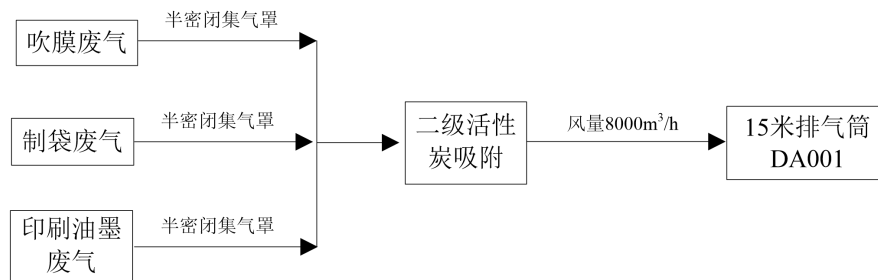 半密闭集气罩
吹膜废气
半密闭集气罩
制袋废气
二级活性
炭吸附
风量8000m³/h
15米排气筒
DA001
半密闭集气罩
印刷油墨
废气